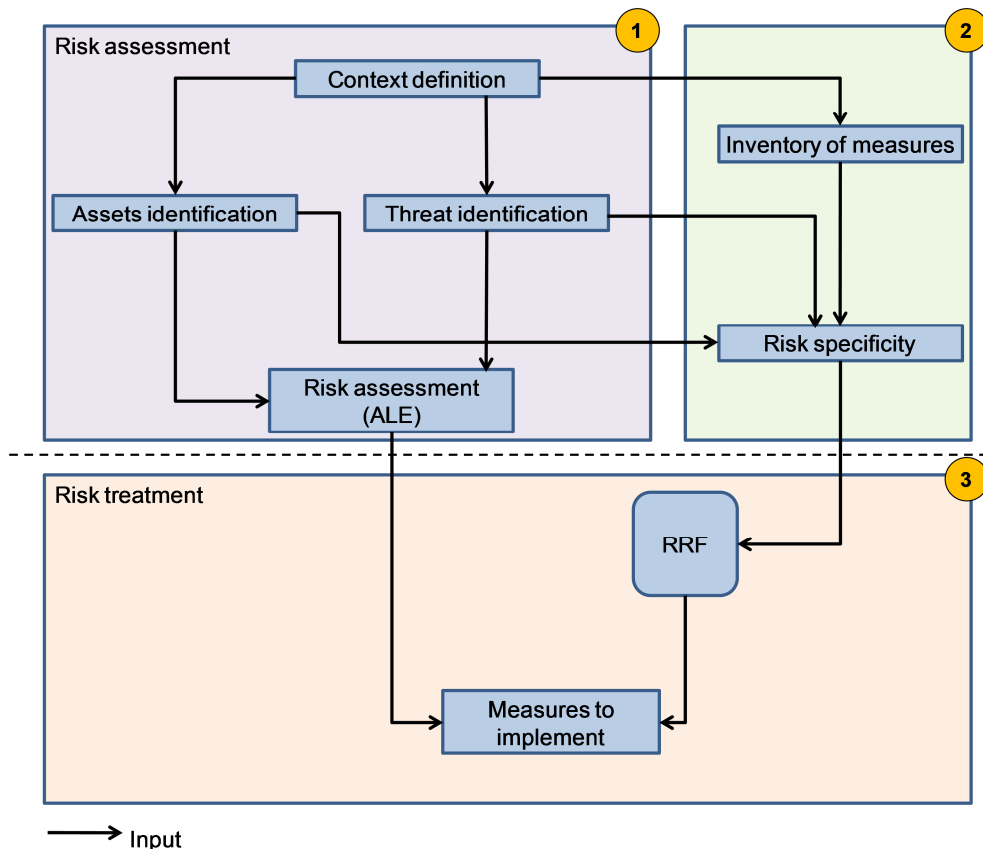 Risk assessment
1
2
Context definition
Inventory of measures
Assets identification
Threat identification
Risk specificity
Risk assessment
(ALE)
Risk treatment
3
RRF
Measures to
implement
Input